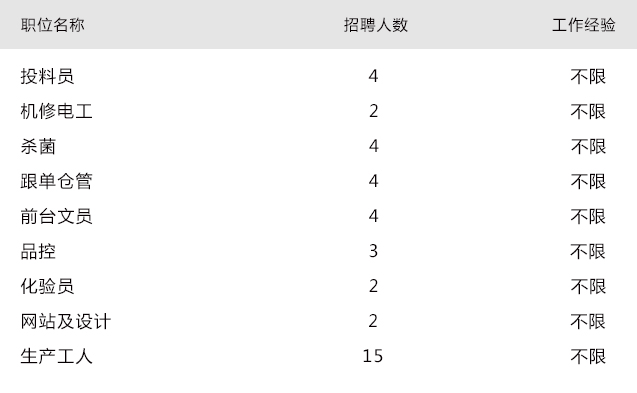 职位名称 招聘人数 工作经验
投料员 4 不限
机修电工 2 不限
杀菌 4 不限
跟单仓管 4 不限
前台文员 4 不限
品控 3 不限
化验员 2 不限
网站及设计 2 不限
生产工人 15 不限